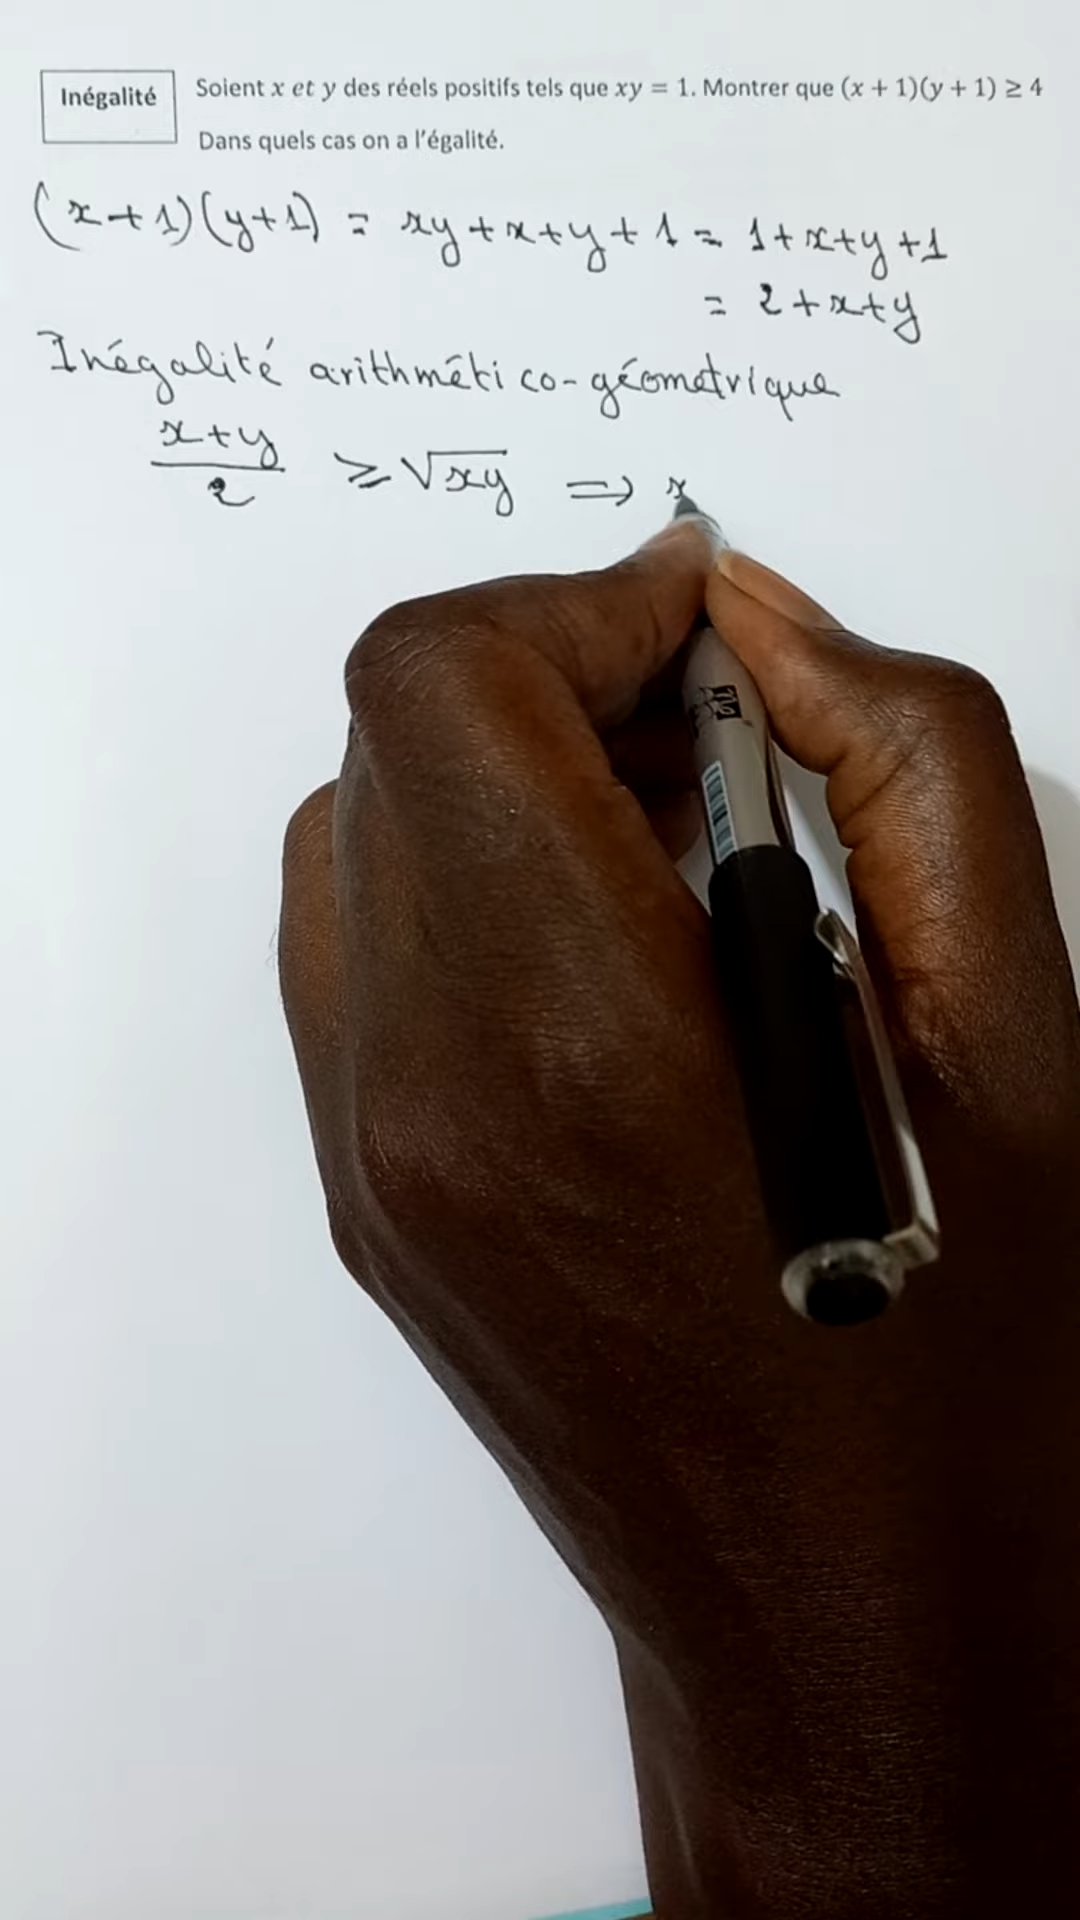 Inégalité
Soient x et y des réels positifs tels que xy = 1. Montrer que (x + 1)(y + 1) ≥ 4
Dans quels cas on a l'égalité.
(x+1)(y+1) = xy+x+y+1 = 1+x+y+1
= 2+x+y
Inégalité arithmético-géometrique
(x+y)/2 ≥ √xy ⇒ x